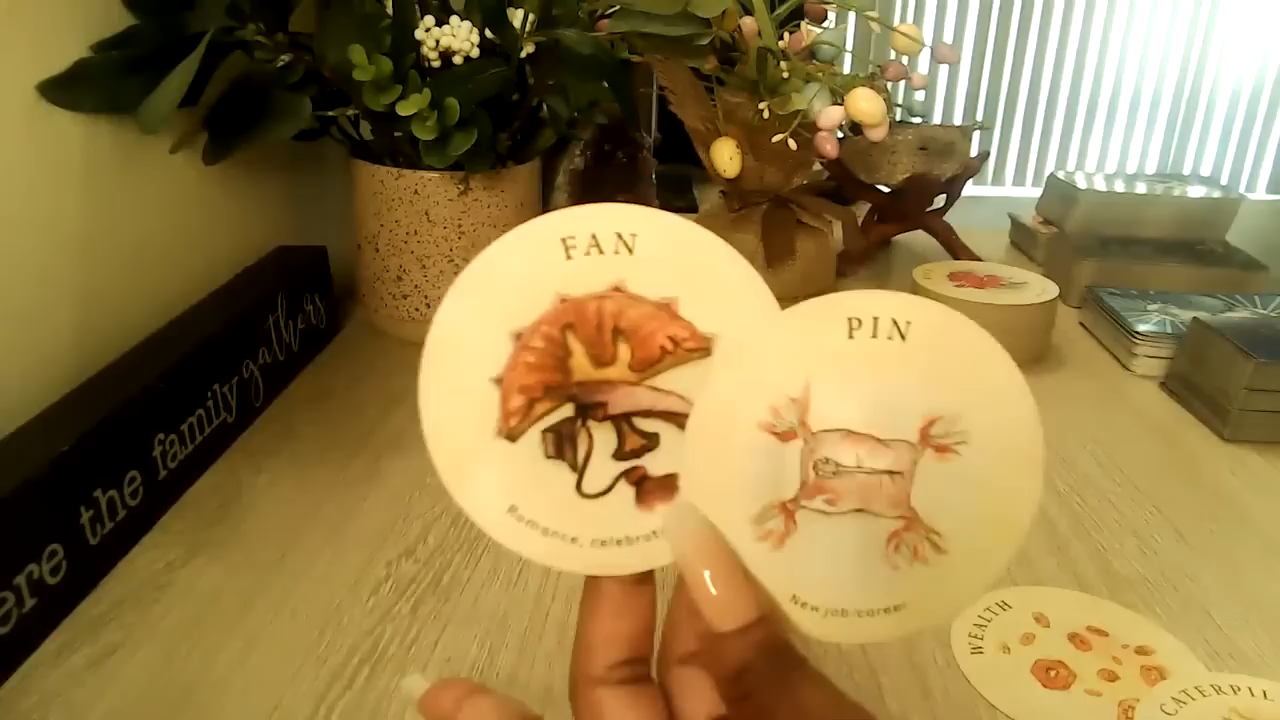 FAN
Romance, celebrat
PIN
New job/career
ere the family gathers
WEALTH
CATERPIL